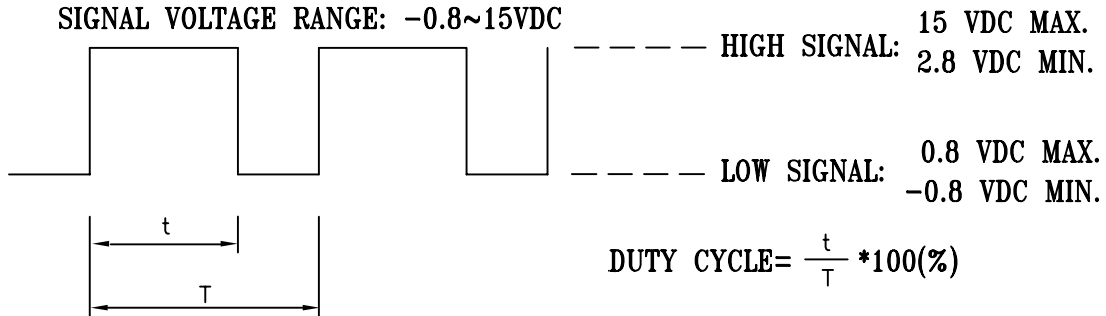 SIGNAL VOLTAGE RANGE: -0.8~15VDC
HIGH SIGNAL: 15 VDC MAX.
2.8 VDC MIN.
LOW SIGNAL: 0.8 VDC MAX.
-0.8 VDC MIN.
t
T
DUTY CYCLE= t/T *100(%)